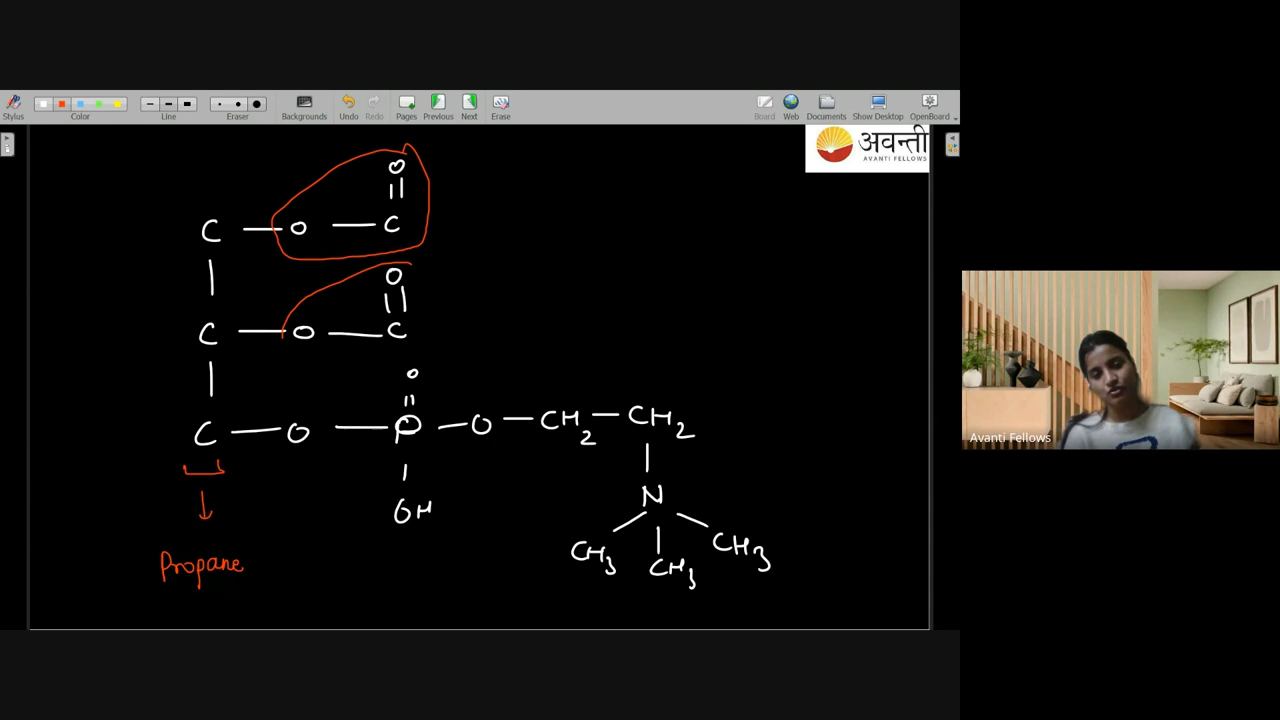 Stylus
Color
Line
Eraser
Backgrounds
Undo
Redo
Pages
Previous
Next
Erase
Board
Web
Documents
Show Desktop
OpenBoard
अवन्ती
AVANTI FELLOWS
O
C — O — C
O
C — O — C
O
C — O — P — O — CH2 — CH2
OH
N
CH3 CH3 CH3
Propane
Avanti Fellows